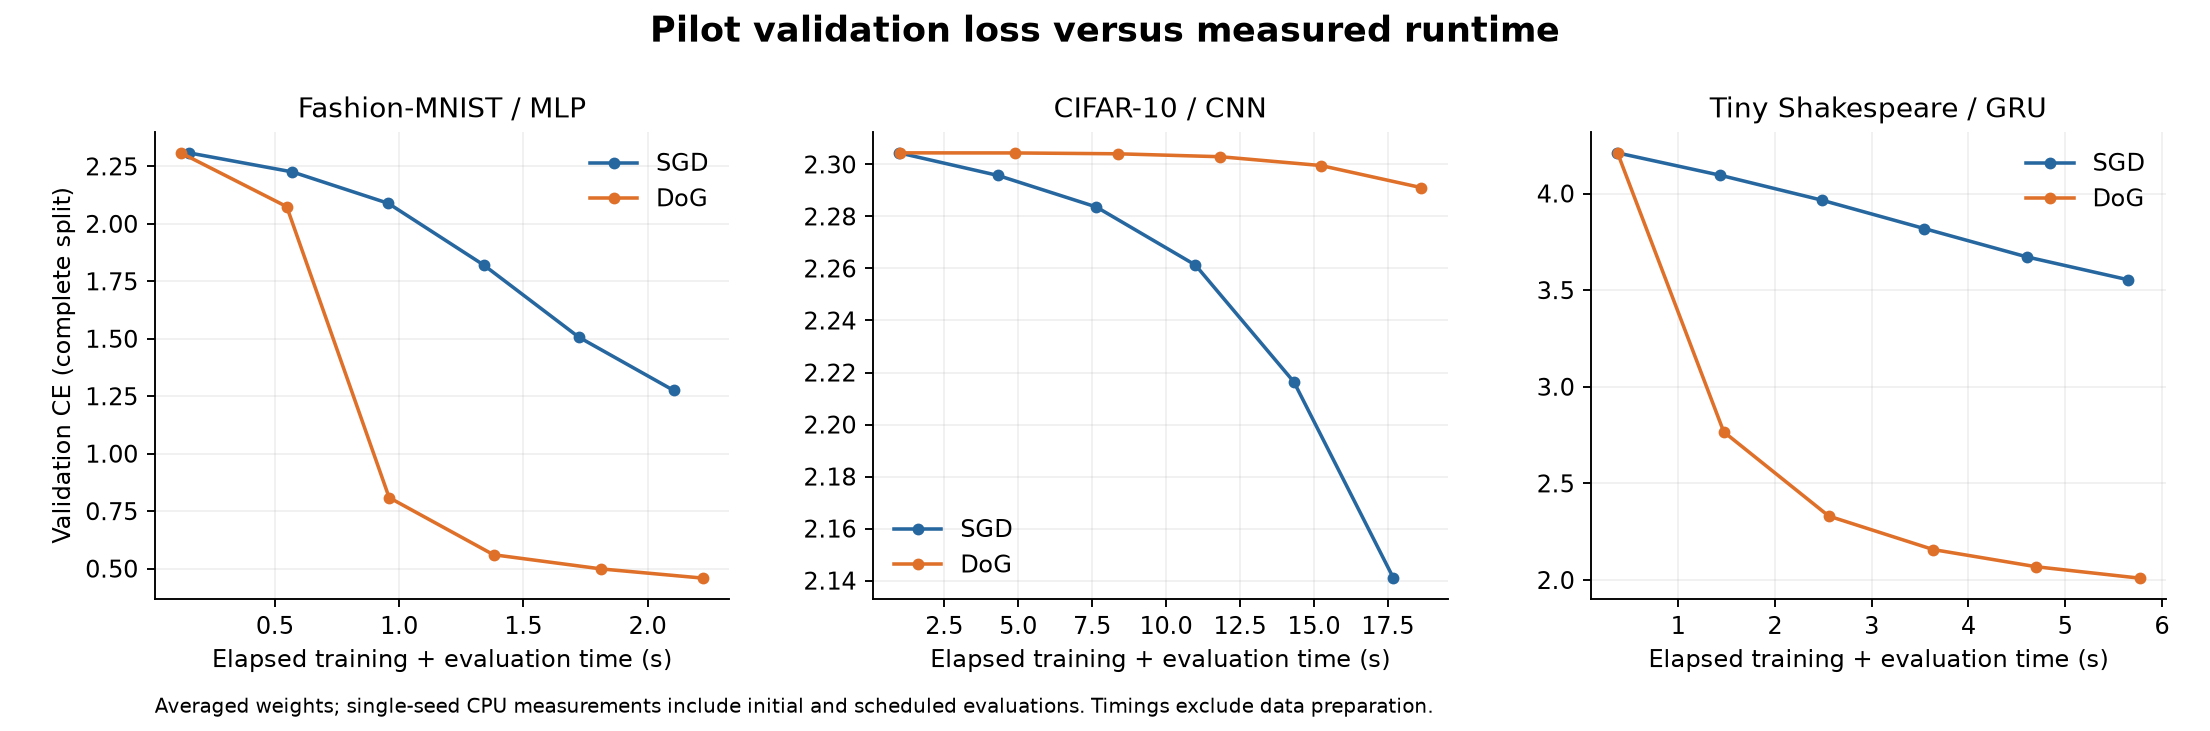 Pilot validation loss versus measured runtime
Fashion-MNIST / MLP
Validation CE (complete split)
2.25
2.00
1.75
1.50
1.25
1.00
0.75
0.50
SGD
DoG
0.5 1.0 1.5 2.0
Elapsed training + evaluation time (s)
CIFAR-10 / CNN
2.30
2.28
2.26
2.24
2.22
2.20
2.18
2.16
2.14
SGD
DoG
2.5 5.0 7.5 10.0 12.5 15.0 17.5
Elapsed training + evaluation time (s)
Tiny Shakespeare / GRU
4.0
3.5
3.0
2.5
2.0
SGD
DoG
1 2 3 4 5 6
Elapsed training + evaluation time (s)
Averaged weights; single-seed CPU measurements include initial and scheduled evaluations. Timings exclude data preparation.